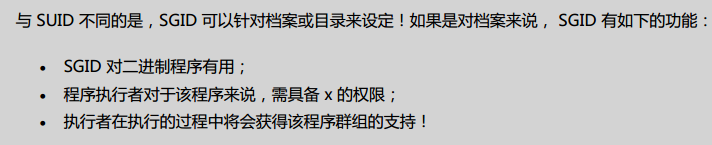 与 SUID 不同的是，SGID 可以针对档案或目录来设定！如果是对档案来说， SGID 有如下的功能：
• SGID 对二进制程序有用；
• 程序执行者对于该程序来说，需具备 x 的权限；
• 执行者在执行的过程中将会获得该程序群组的支持！